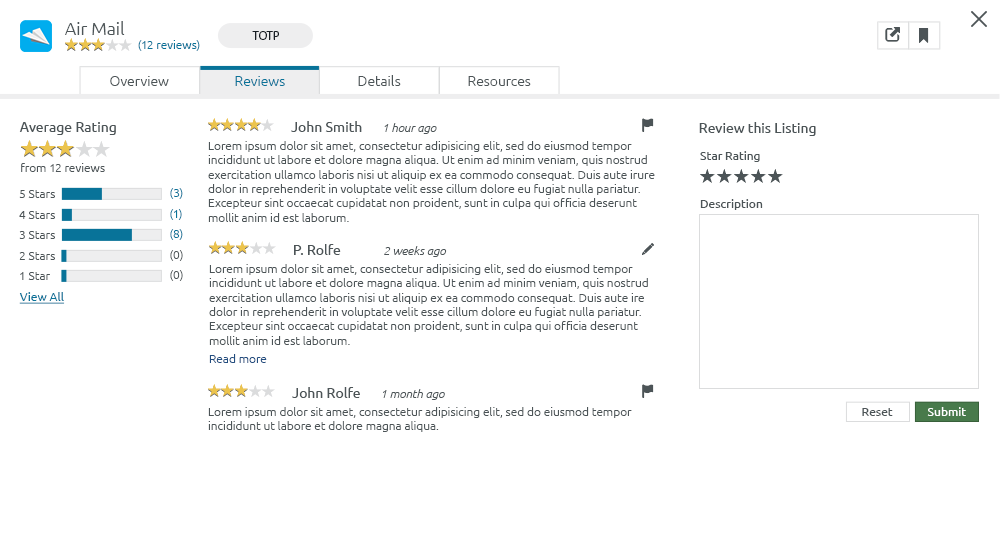 Air Mail
(12 reviews)
TOTP
Overview
Reviews
Details
Resources
Average Rating
from 12 reviews
5 Stars (3)
4 Stars (1)
3 Stars (8)
2 Stars (0)
1 Star (0)
View All
John Smith 1 hour ago
Lorem ipsum dolor sit amet, consectetur adipisicing elit, sed do eiusmod tempor
incididunt ut labore et dolore magna aliqua. Ut enim ad minim veniam, quis nostrud
exercitation ullamco laboris nisi ut aliquip ex ea commodo consequat. Duis aute irure
dolor in reprehenderit in voluptate velit esse cillum dolore eu fugiat nulla pariatur.
Excepteur sint occaecat cupidatat non proident, sunt in culpa qui officia deserunt
mollit anim id est laborum.
P. Rolfe 2 weeks ago
Lorem ipsum dolor sit amet, consectetur adipisicing elit, sed do eiusmod tempor
incididunt ut labore et dolore magna aliqua. Ut enim ad minim veniam, quis nostrud
exercitation ullamco laboris nisi ut aliquip ex ea commodo consequat. Duis aute ire
dolor in reprehenderit in voluptate velit esse cillum dolore eu fugiat nulla pariatur.
Excepteur sint occaecat cupidatat non proident, sunt in culpa qui officia deserunt
mollit anim id est laborum.
Read more
John Rolfe 1 month ago
Lorem ipsum dolor sit amet, consectetur adipisicing elit, sed do eiusmod tempor
incididunt ut labore et dolore magna aliqua.
Review this Listing
Star Rating
Description
Reset
Submit